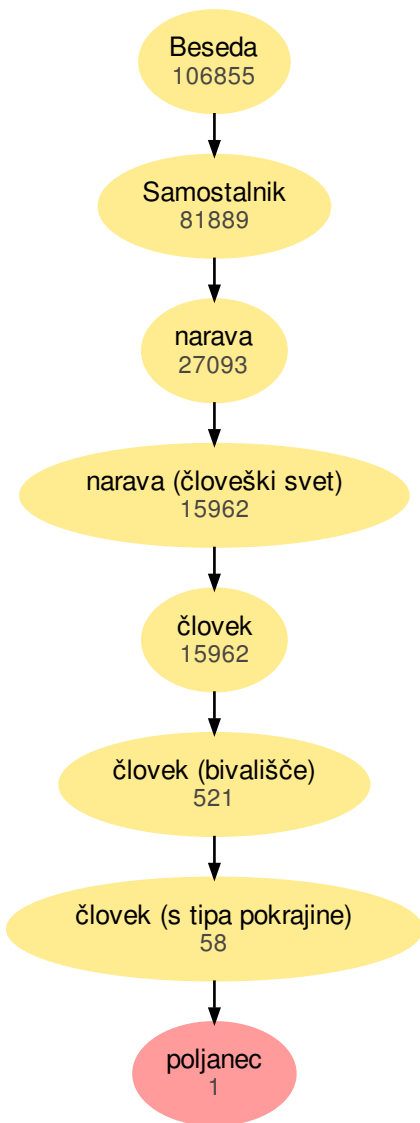 Beseda
106855
Samostalnik
81889
narava
27093
narava (človeški svet)
15962
človek
15962
človek (bivališče)
521
človek (s tipa pokrajine)
58
poljanec
1